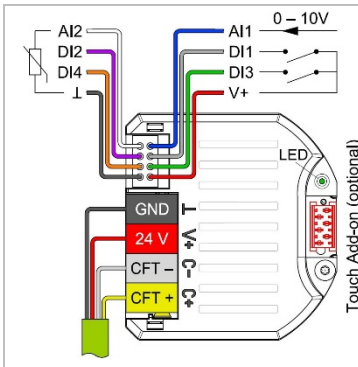 AI2
DI2
DI4
⊥
0 – 10V
AI1
DI1
DI3
V+
LED
GND ⊥
24 V V+
CFT – C-
CFT + C+
Touch Add-on (optional)